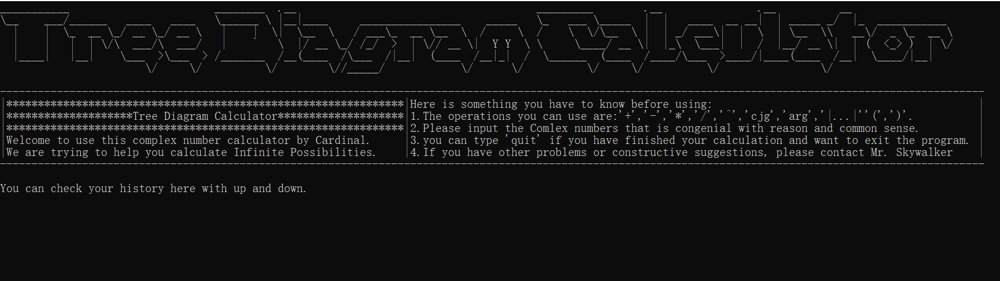 Tree Diagram Calculator
********************Tree Diagram Calculator********************
Welcome to use this complex number calculator by Cardinal.
We are trying to help you calculate Infinite Possibilities.
Here is something you have to know before using:
1.The operations you can use are:'+','-','*','/','^','cjg','arg','|...|''(',')'.
2.Please input the Comlex numbers that is congenial with reason and common sense.
3.you can type 'quit' if you have finished your calculation and want to exit the program.
4.If you have other problems or constructive suggestions, please contact Mr. Skywalker
You can check your history here with up and down.